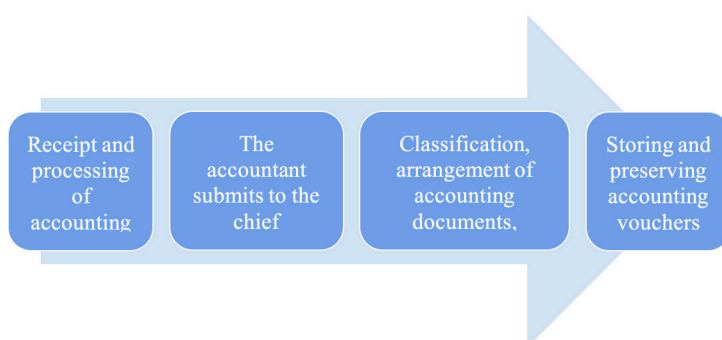 Receipt and
processing
of
accounting
The
accountant
submits to the
chief
Classification,
arrangement of
accounting
documents,
Storing and
preserving
accounting
vouchers